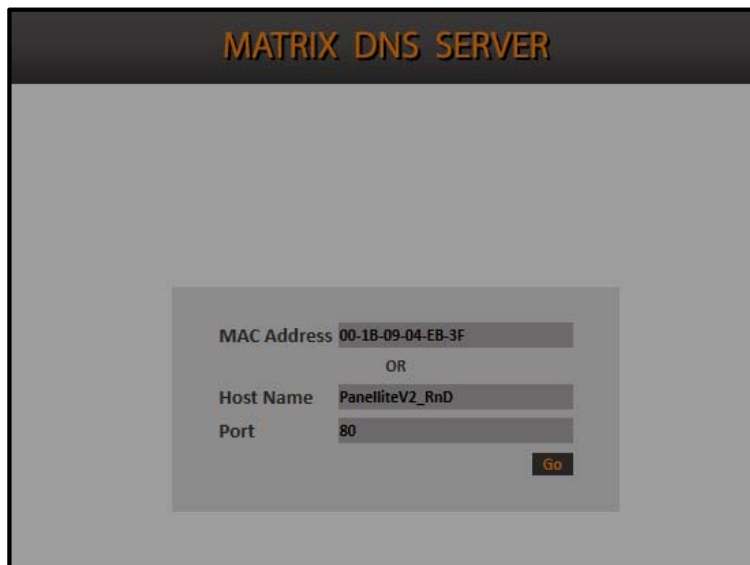 MATRIX DNS SERVER
MAC Address 00-1B-09-04-EB-3F
OR
Host Name PanelliteV2_RnD
Port 80
Go